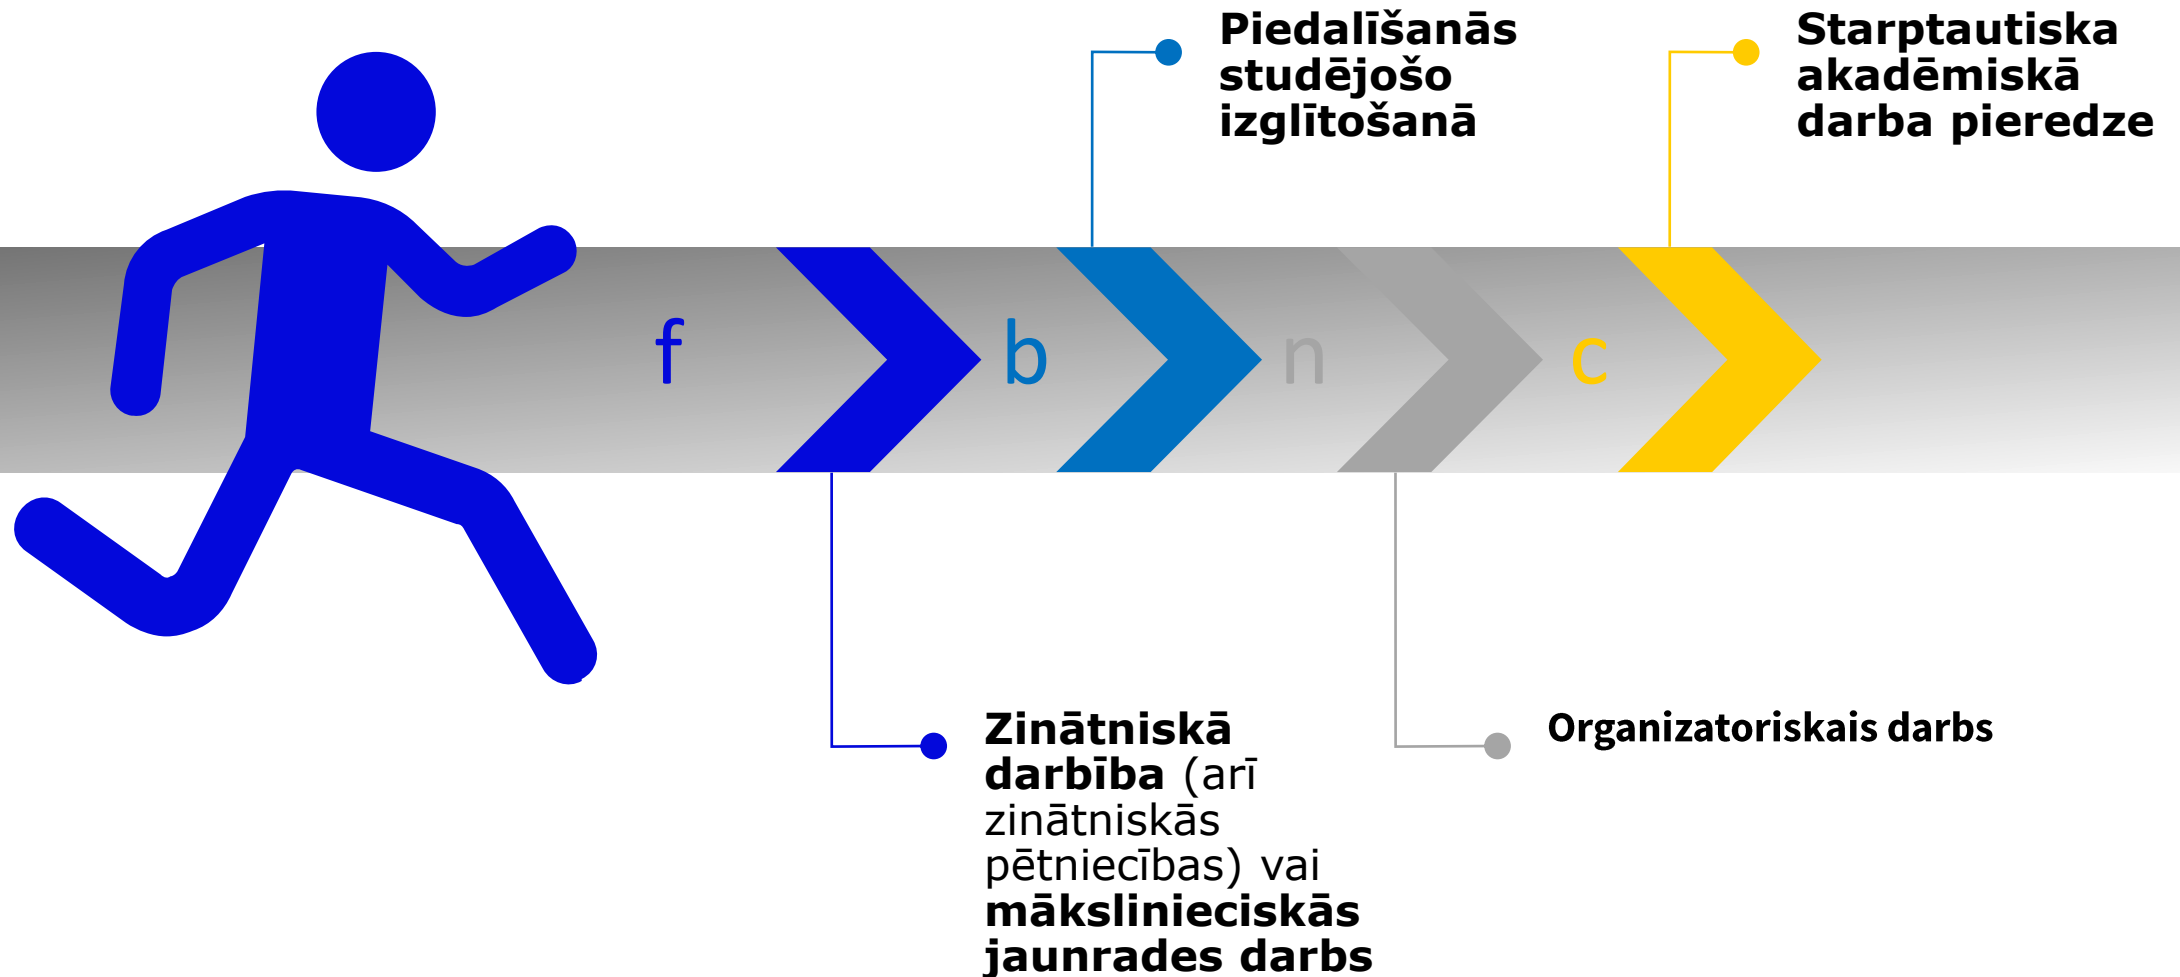 Piedalīšanās
studējošo
izglītošanā
Starptautiska
akadēmiskā
darba pieredze
f
b
n
c
Zinātniskā
darbība (arī
zinātniskās
pētniecības) vai
mākslinieciskās
jaunrades darbs
Organizatoriskais darbs